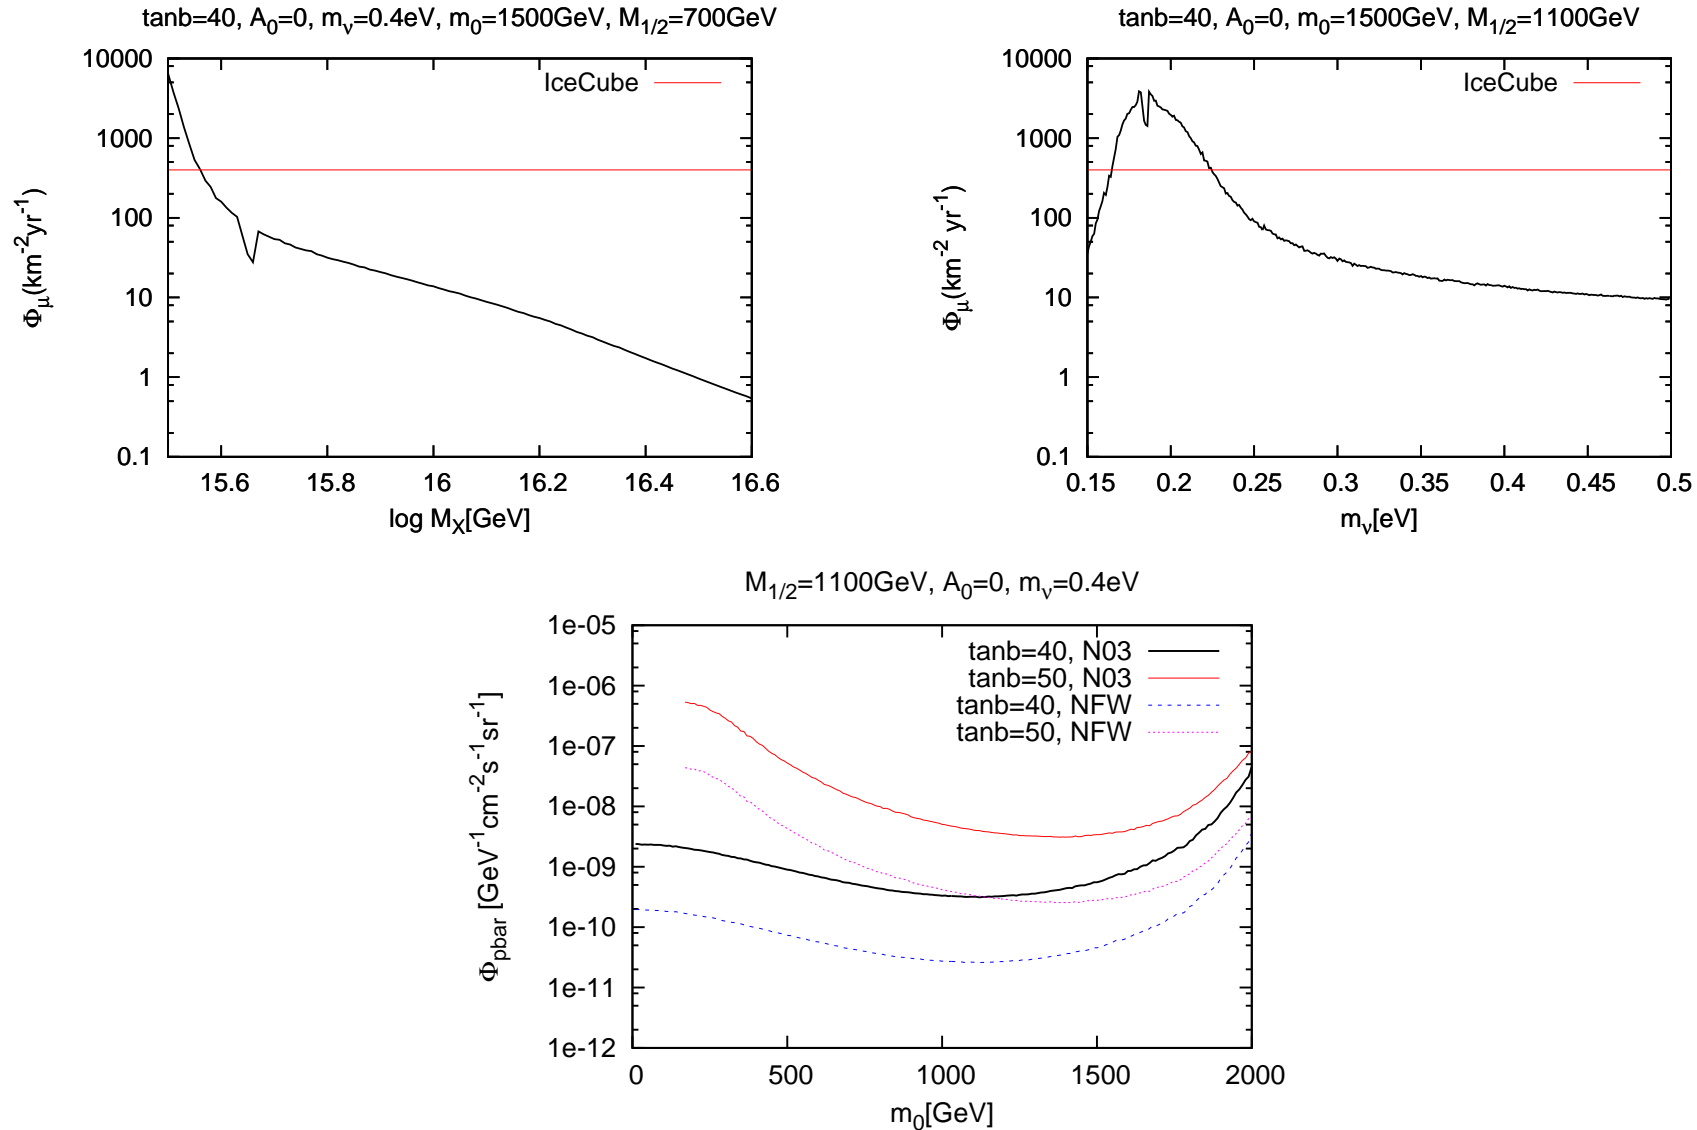 tanb=40, A0=0, mν=0.4eV, m0=1500GeV, M1/2=700GeV
10000
1000
100
10
1
0.1
Φμ(km-2yr-1)
IceCube
15.6 15.8 16 16.2 16.4 16.6
log MX[GeV]
tanb=40, A0=0, m0=1500GeV, M1/2=1100GeV
10000
1000
100
10
1
0.1
Φμ(km-2 yr-1)
IceCube
0.15 0.2 0.25 0.3 0.35 0.4 0.45 0.5
mν[eV]
M1/2=1100GeV, A0=0, mν=0.4eV
1e-05
1e-06
1e-07
1e-08
1e-09
1e-10
1e-11
1e-12
Φpbar [GeV-1cm-2s-1sr-1]
tanb=40, N03
tanb=50, N03
tanb=40, NFW
tanb=50, NFW
0 500 1000 1500 2000
m0[GeV]